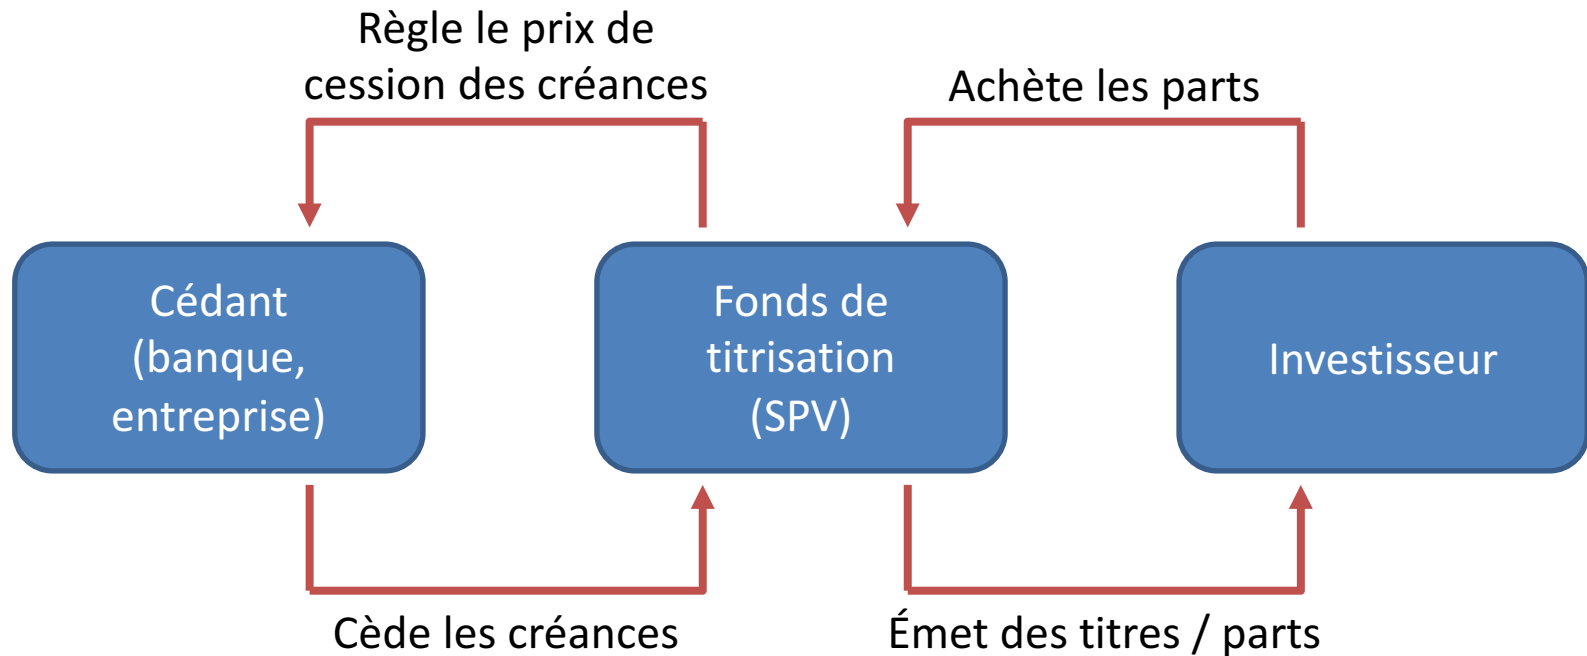 Règle le prix de
cession des créances
Achète les parts
Cédant
(banque,
entreprise)
Fonds de
titrisation
(SPV)
Investisseur
Cède les créances
Émet des titres / parts